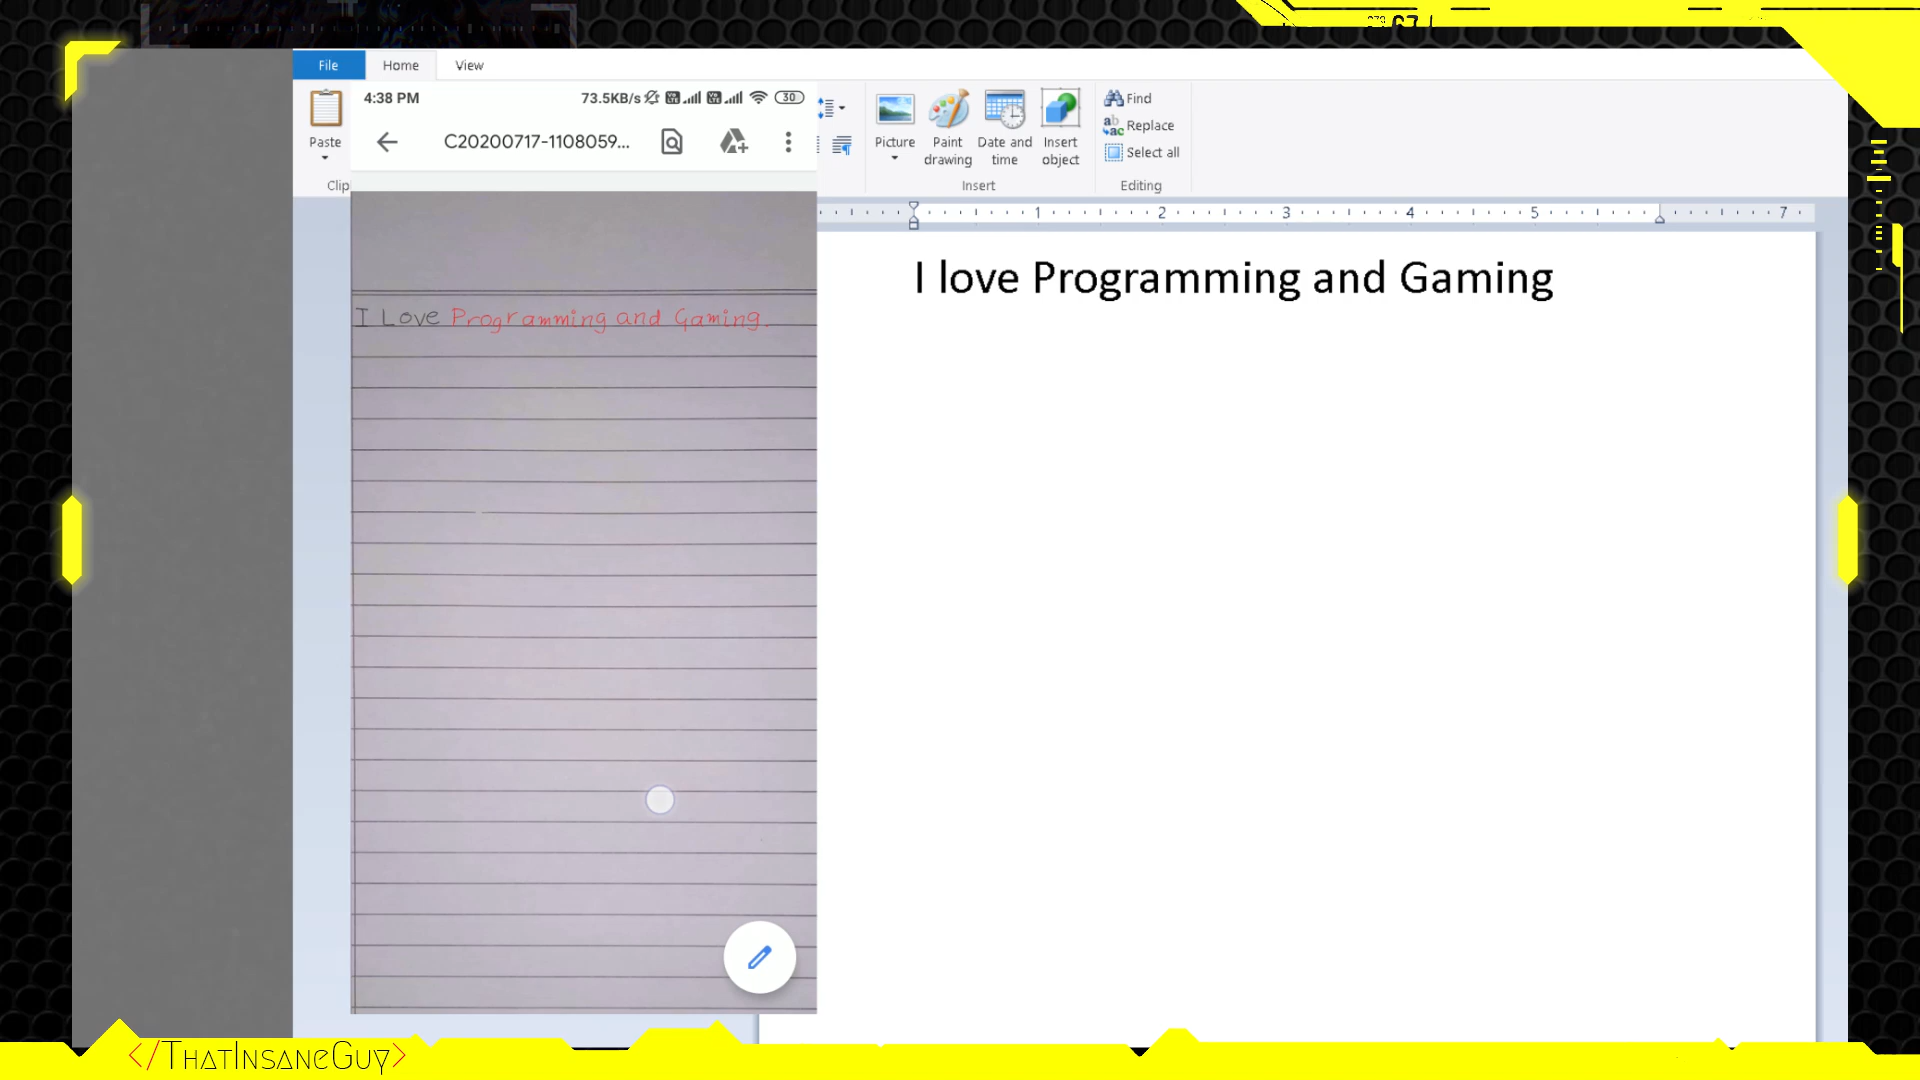 File Home View
4:38 PM 73.5KB/s 30
C20200717-1108059...
Paste
Picture
Paint drawing
Date and time
Insert object
Find
Replace
Select all
Clip
Insert
Editing
1 2 3 4 5 7
I love Programming and Gaming
I Love Programming and Gaming.
</ThatInsaneGuy>